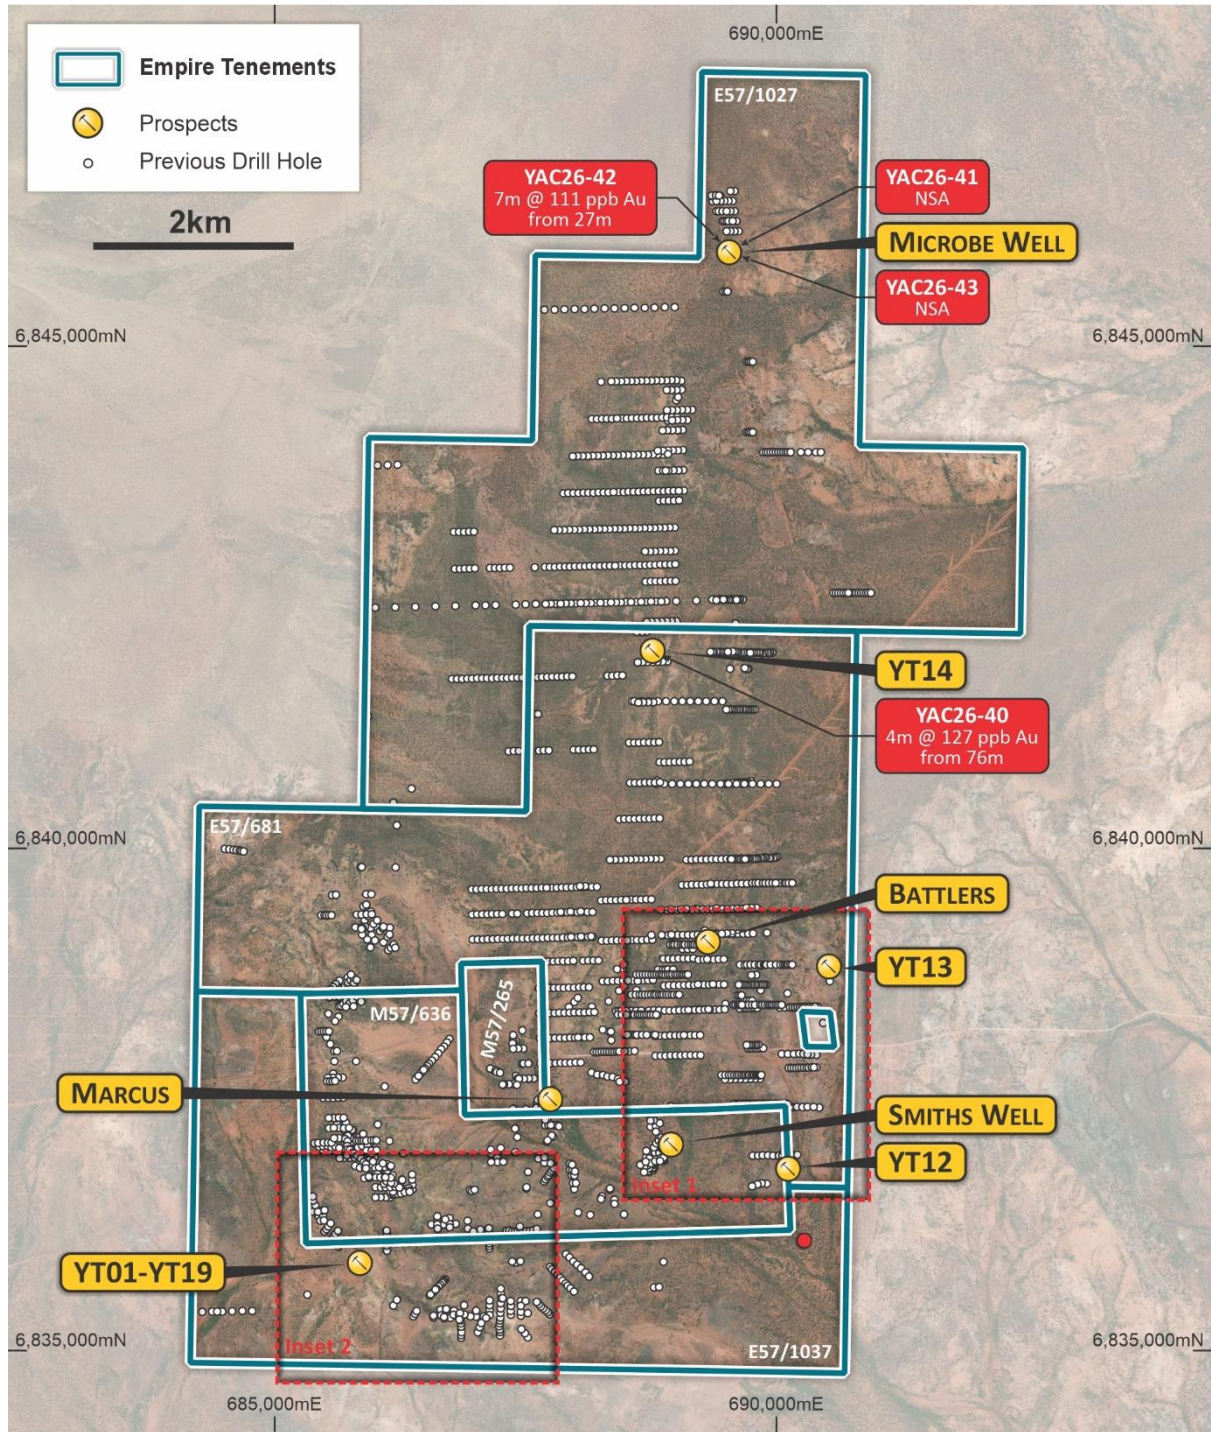 690,000mE
Empire Tenements
Prospects
Previous Drill Hole
2km
E57/1027
YAC26-42
7m @ 111 ppb Au
from 27m
YAC26-41
NSA
MICROBE WELL
YAC26-43
NSA
6,845,000mN
6,845,000mN
YT14
YAC26-40
4m @ 127 ppb Au
from 76m
E57/681
6,840,000mN
6,840,000mN
BATTLERS
YT13
M57/636
M57/265
MARCUS
SMITHS WELL
YT12
Inset 1
YT01-YT19
Inset 2
E57/1037
6,835,000mN
6,835,000mN
685,000mE
690,000mE